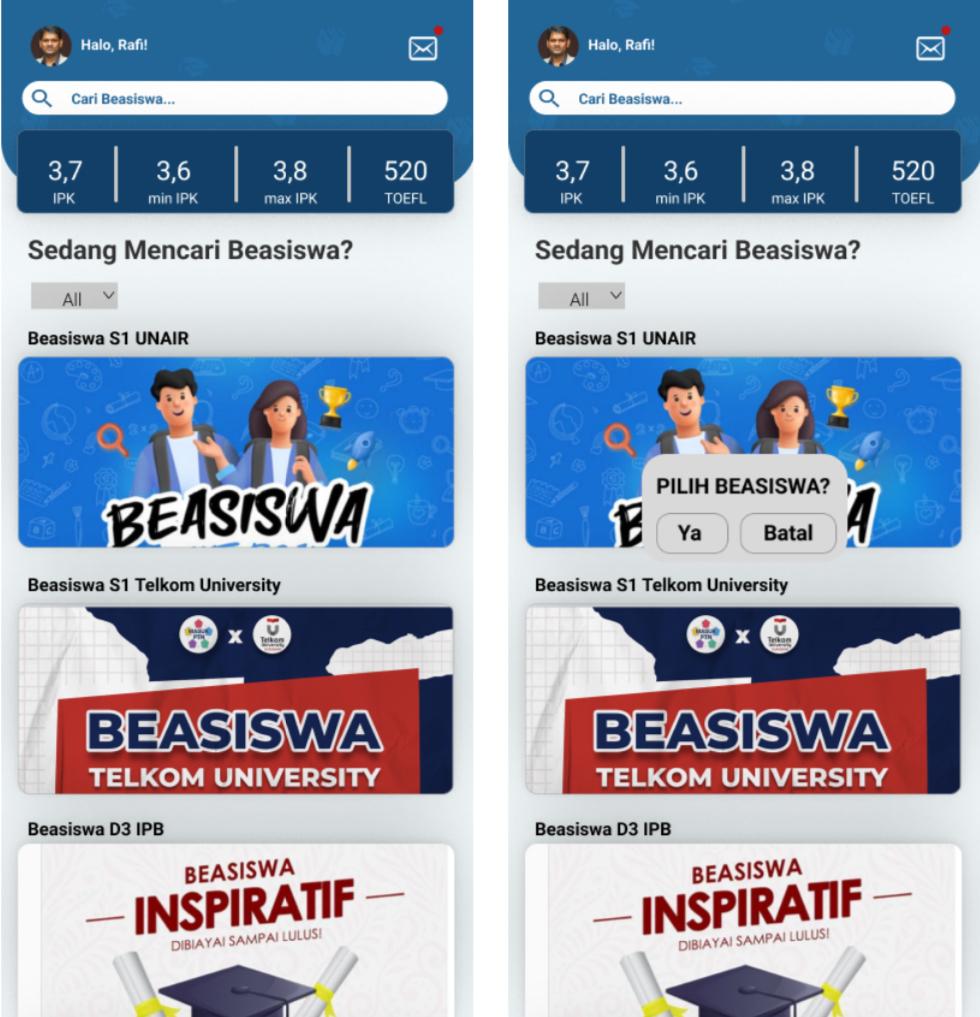 Halo, Rafi!
Cari Beasiswa...
3,7 3,6 3,8 520
IPK min IPK max IPK TOEFL
Sedang Mencari Beasiswa?
All
Beasiswa S1 UNAIR
BEASISWA
Beasiswa S1 Telkom University
MASUK PTN x Telkom University
BEASISWA
TELKOM UNIVERSITY
Beasiswa D3 IPB
BEASISWA
INSPIRATIF
DIBIAYAI SAMPAI LULUS!
Halo, Rafi!
Cari Beasiswa...
3,7 3,6 3,8 520
IPK min IPK max IPK TOEFL
Sedang Mencari Beasiswa?
All
Beasiswa S1 UNAIR
PILIH BEASISWA?
Ya Batal
Beasiswa S1 Telkom University
MASUK PTN x Telkom University
BEASISWA
TELKOM UNIVERSITY
Beasiswa D3 IPB
BEASISWA
INSPIRATIF
DIBIAYAI SAMPAI LULUS!